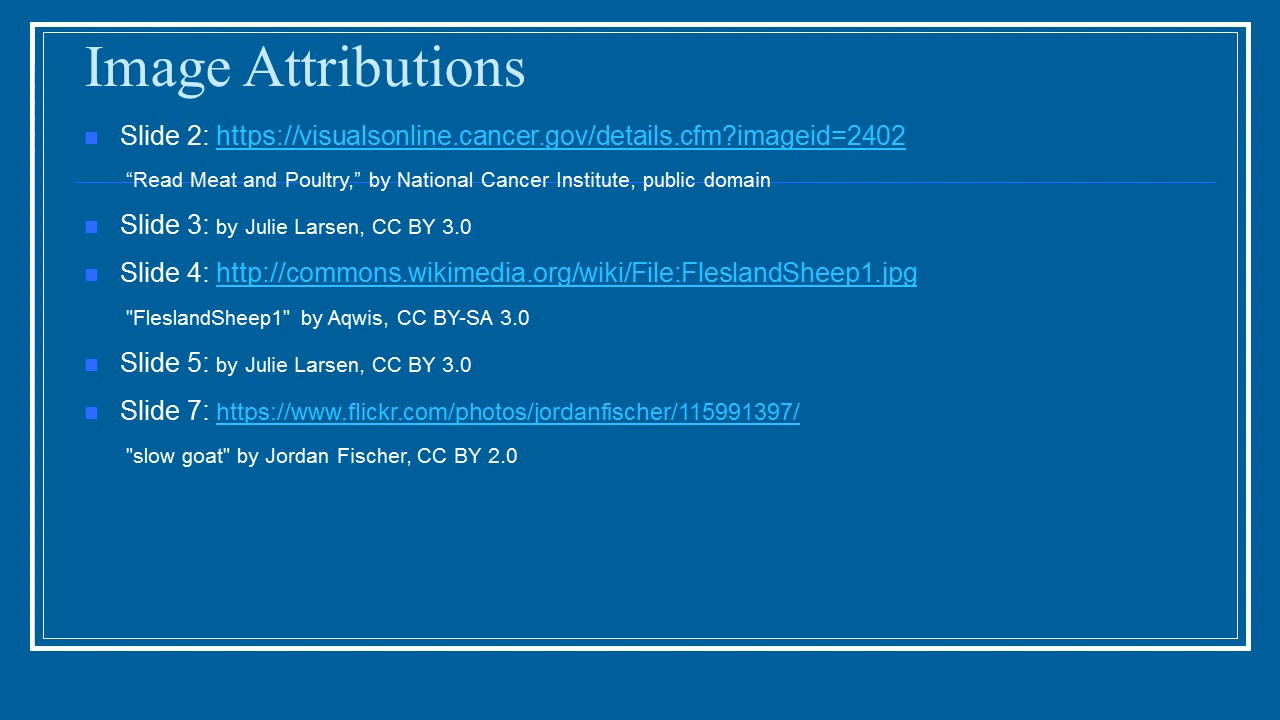 Image Attributions
Slide 2: https://visualsonline.cancer.gov/details.cfm?imageid=2402
“Read Meat and Poultry,” by National Cancer Institute, public domain
Slide 3: by Julie Larsen, CC BY 3.0
Slide 4: http://commons.wikimedia.org/wiki/File:FleslandSheep1.jpg
"FleslandSheep1" by Aqwis, CC BY-SA 3.0
Slide 5: by Julie Larsen, CC BY 3.0
Slide 7: https://www.flickr.com/photos/jordanfischer/115991397/
"slow goat" by Jordan Fischer, CC BY 2.0